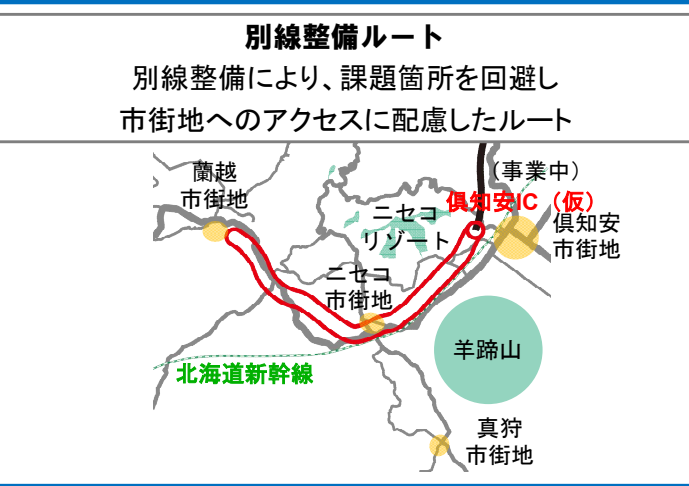 別線整備ルート
別線整備により、課題箇所を回避し
市街地へのアクセスに配慮したルート
蘭越
市街地
(事業中)
倶知安IC(仮)
ニセコ
リゾート
倶知安
市街地
ニセコ
市街地
羊蹄山
北海道新幹線
真狩
市街地